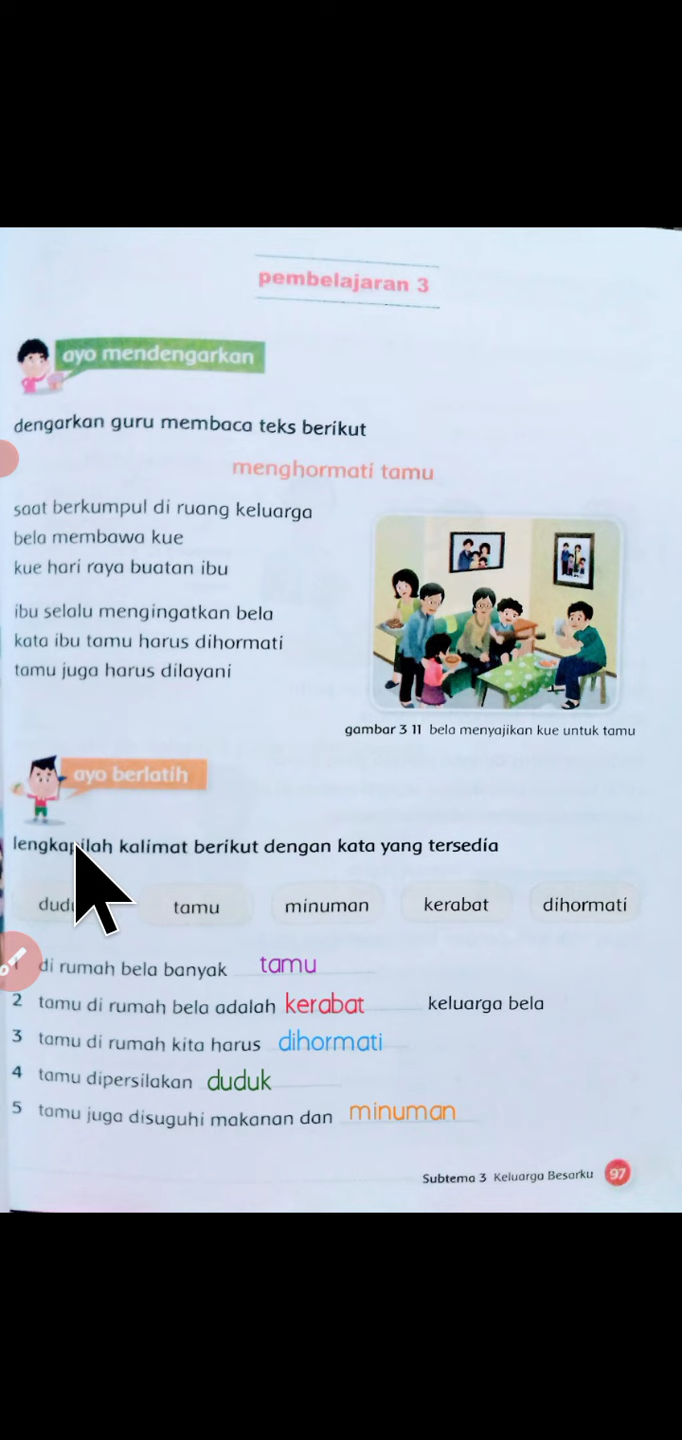 pembelajaran 3
ayo mendengarkan
dengarkan guru membaca teks berikut
menghormati tamu
saat berkumpul di ruang keluarga
bela membawa kue
kue hari raya buatan ibu
ibu selalu mengingatkan bela
kata ibu tamu harus dihormati
tamu juga harus dilayani
gambar 3 11 bela menyajikan kue untuk tamu
ayo berlatih
lengkapilah kalimat berikut dengan kata yang tersedia
tamu minuman kerabat dihormati
di rumah bela banyak tamu
2 tamu di rumah bela adalah kerabat keluarga bela
3 tamu di rumah kita harus dihormati
4 tamu dipersilakan duduk
5 tamu juga disuguhi makanan dan minuman
Subtema 3 Keluarga Besarku 97